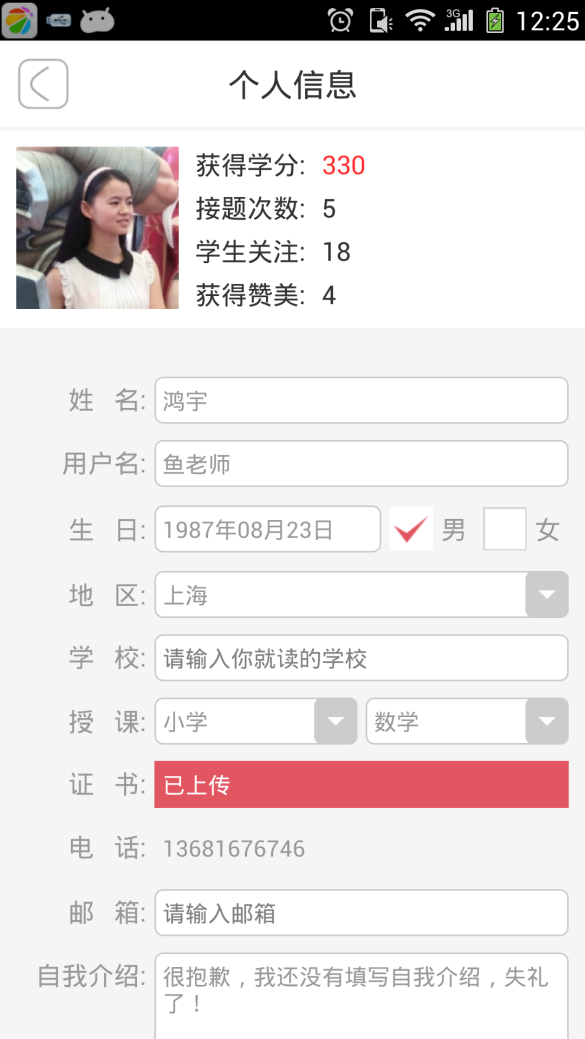 3G 12:25
个人信息
获得学分: 330
接题次数: 5
学生关注: 18
获得赞美: 4
姓 名: 鸿宇
用户名: 鱼老师
生 日: 1987年08月23日 男 女
地 区: 上海
学 校: 请输入你就读的学校
授 课: 小学 数学
证 书: 已上传
电 话: 13681676746
邮 箱: 请输入邮箱
自我介绍: 很抱歉，我还没有填写自我介绍，失礼
了！